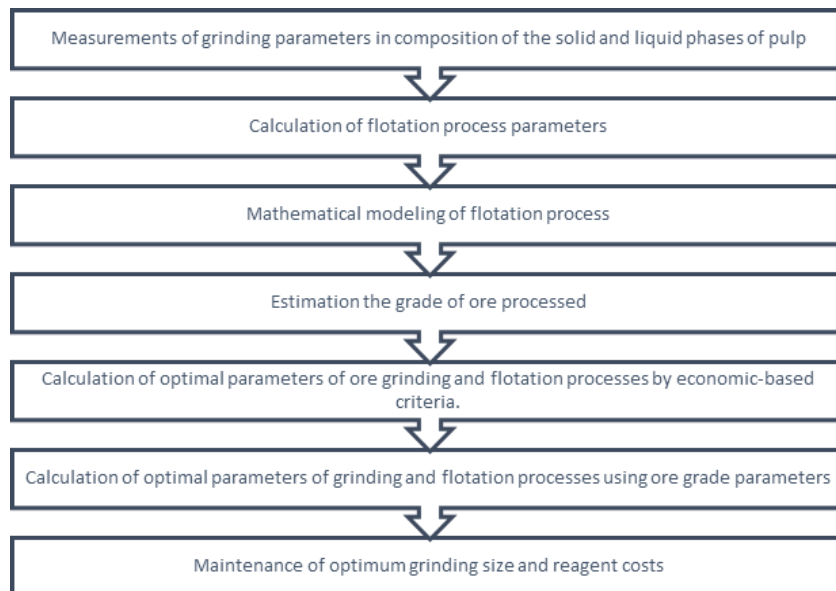 Measurements of grinding parameters in composition of the solid and liquid phases of pulp
Calculation of flotation process parameters
Mathematical modeling of flotation process
Estimation the grade of ore processed
Calculation of optimal parameters of ore grinding and flotation processes by economic-based
criteria.
Calculation of optimal parameters of grinding and flotation processes using ore grade parameters
Maintenance of optimum grinding size and reagent costs